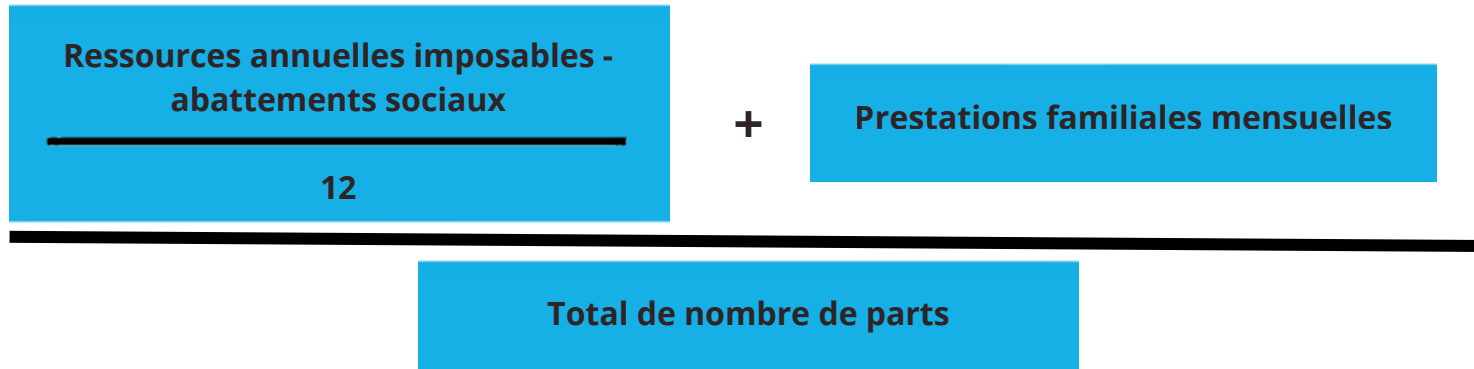 Ressources annuelles imposables -
abattements sociaux
12
+
Prestations familiales mensuelles
Total de nombre de parts